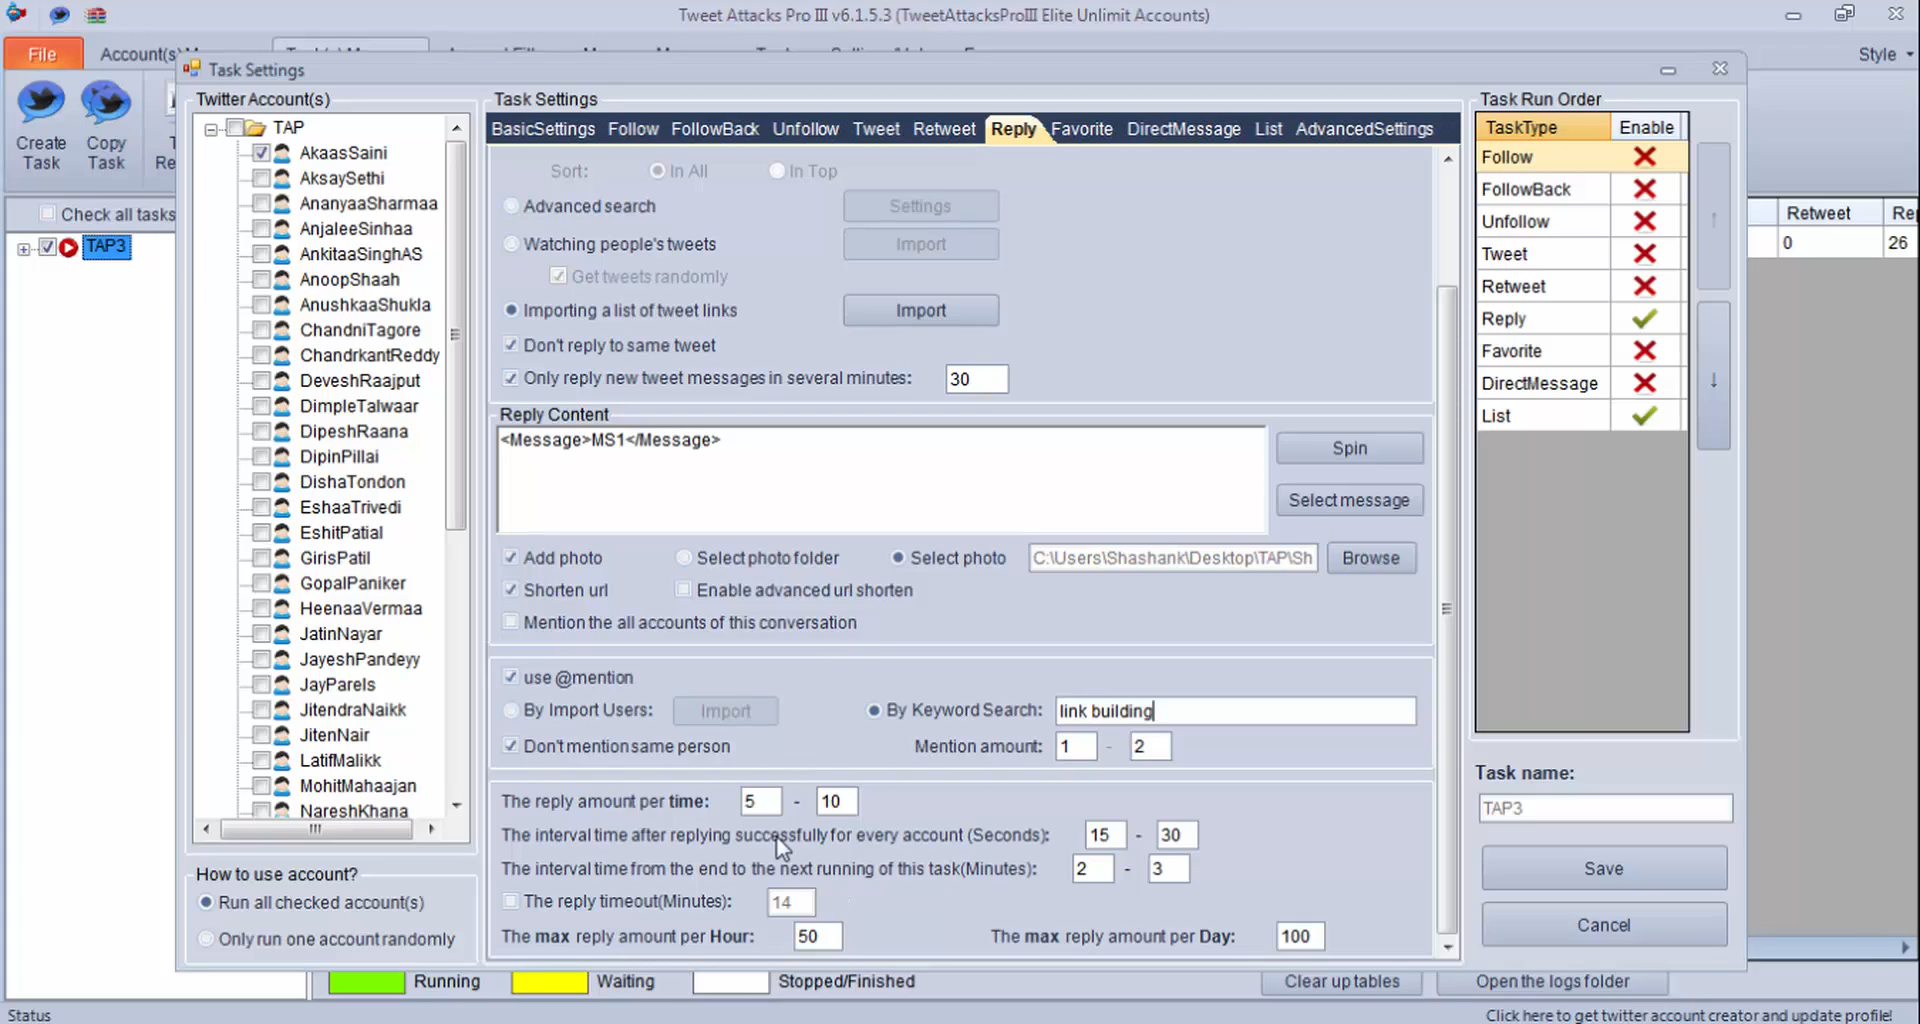 Tweet Attacks Pro III v6.1.5.3 (TweetAttacksProIII Elite Unlimit Accounts)
File
Account(s)
Style
Create Task
Copy Task
Check all tasks
TAP3
Retweet
0
26
Task Settings
Twitter Account(s)
TAP
AkaasSaini
AksaySethi
AnanyaaSharmaa
AnjaleeSinhaa
AnkitaaSinghAS
AnoopShaah
AnushkaaShukla
ChandniTagore
ChandrkantReddy
DeveshRaajput
DimpleTalwaar
DipeshRaana
DipinPillai
DishaTondon
EshaaTrivedi
EshitPatial
GirisPatil
GopalPaniker
HeenaaVermaa
JatinNayar
JayeshPandeyy
JayParels
JitendraNaikk
JitenNair
LatifMalikk
MohitMahaajan
NareshKhana
How to use account?
Run all checked account(s)
Only run one account randomly
Task Settings
BasicSettings Follow FollowBack Unfollow Tweet Retweet Reply Favorite DirectMessage List AdvancedSettings
Sort: In All In Top
Advanced search Settings
Watching people's tweets Import
Get tweets randomly
Importing a list of tweet links Import
Don't reply to same tweet
Only reply new tweet messages in several minutes: 30
Reply Content
<Message>MS1</Message>
Spin
Select message
Add photo Select photo folder Select photo C:\Users\Shashank\Desktop\TAP\Sh Browse
Shorten url Enable advanced url shorten
Mention the all accounts of this conversation
use @mention
By Import Users: Import By Keyword Search: link building
Don't mention same person Mention amount: 1 - 2
The reply amount per time: 5 - 10
The interval time after replying successfully for every account (Seconds): 15 - 30
The interval time from the end to the next running of this task(Minutes): 2 - 3
The reply timeout(Minutes): 14
The max reply amount per Hour: 50 The max reply amount per Day: 100
Task Run Order
TaskType Enable
Follow
FollowBack
Unfollow
Tweet
Retweet
Reply
Favorite
DirectMessage
List
Task name:
TAP3
Save
Cancel
Running Waiting Stopped/Finished Clear up tables Open the logs folder
Status Click here to get twitter account creator and update profile!